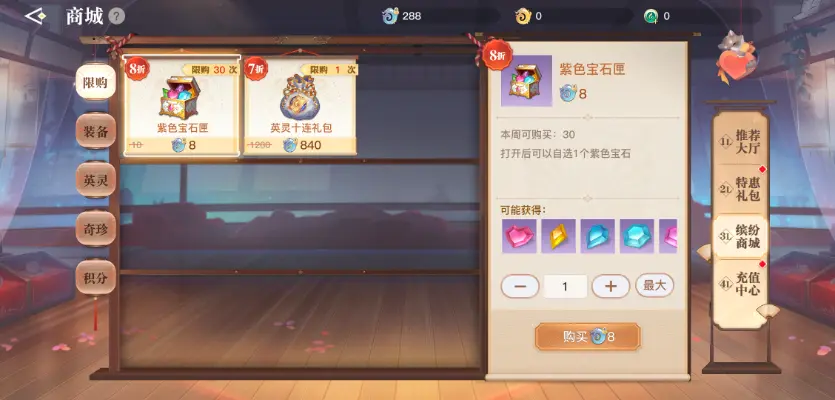 商城 ?
288
0
0
限购
装备
英灵
奇珍
积分
8折
限购 30 次
紫色宝石匣
10
8
7折
限购 1 次
英灵十连礼包
1200
840
8折
紫色宝石匣
8
本周可购买：30
打开后可以自选1个紫色宝石
可能获得：
1
最大
购买 8
1L 推荐
大厅
2L 特惠
礼包
3L 缤纷
商城
4L 充值
中心